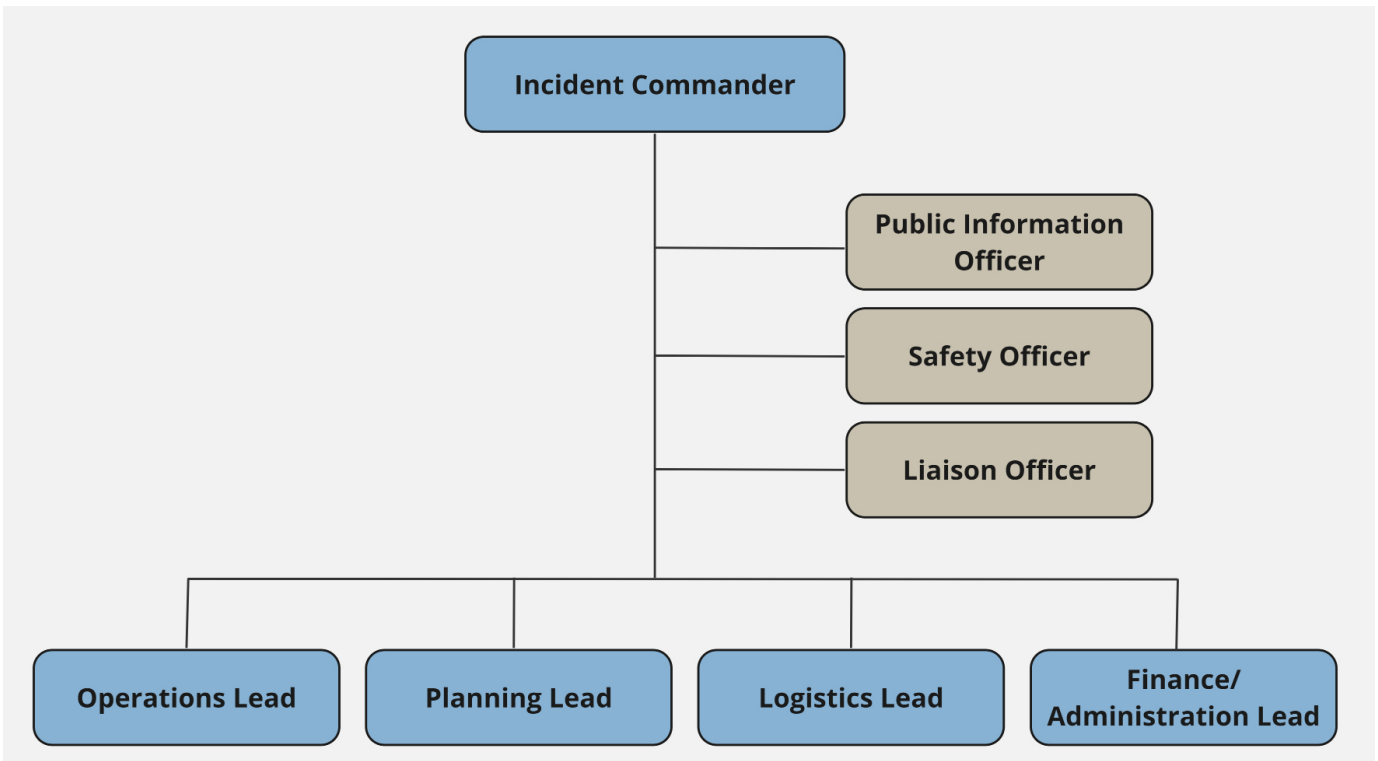 Incident Commander
Public Information
Officer
Safety Officer
Liaison Officer
Operations Lead
Planning Lead
Logistics Lead
Finance/
Administration Lead